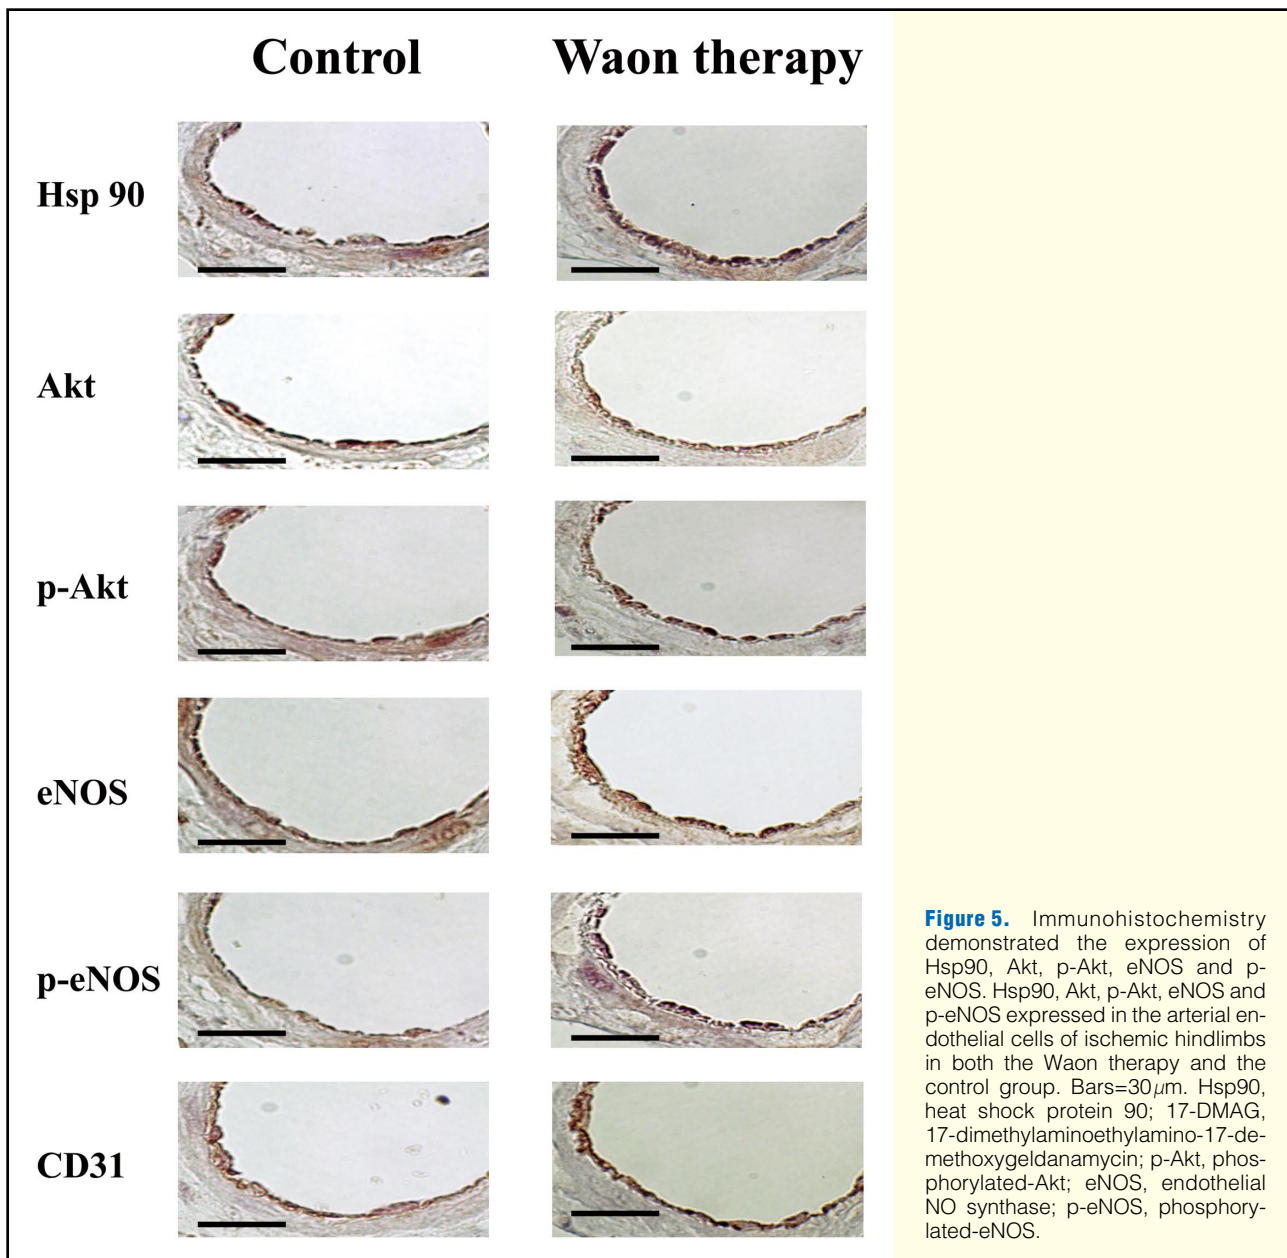 Control Waon therapy
Hsp 90
Akt
p-Akt
eNOS
p-eNOS
CD31
Figure 5. Immunohistochemistry
demonstrated the expression of
Hsp90, Akt, p-Akt, eNOS and p-
eNOS. Hsp90, Akt, p-Akt, eNOS and
p-eNOS expressed in the arterial en-
dothelial cells of ischemic hindlimbs
in both the Waon therapy and the
control group. Bars=30μm. Hsp90,
heat shock protein 90; 17-DMAG,
17-dimethylaminoethylamino-17-de-
methoxygeldanamycin; p-Akt, phos-
phorylated-Akt; eNOS, endothelial
NO synthase; p-eNOS, phosphory-
lated-eNOS.